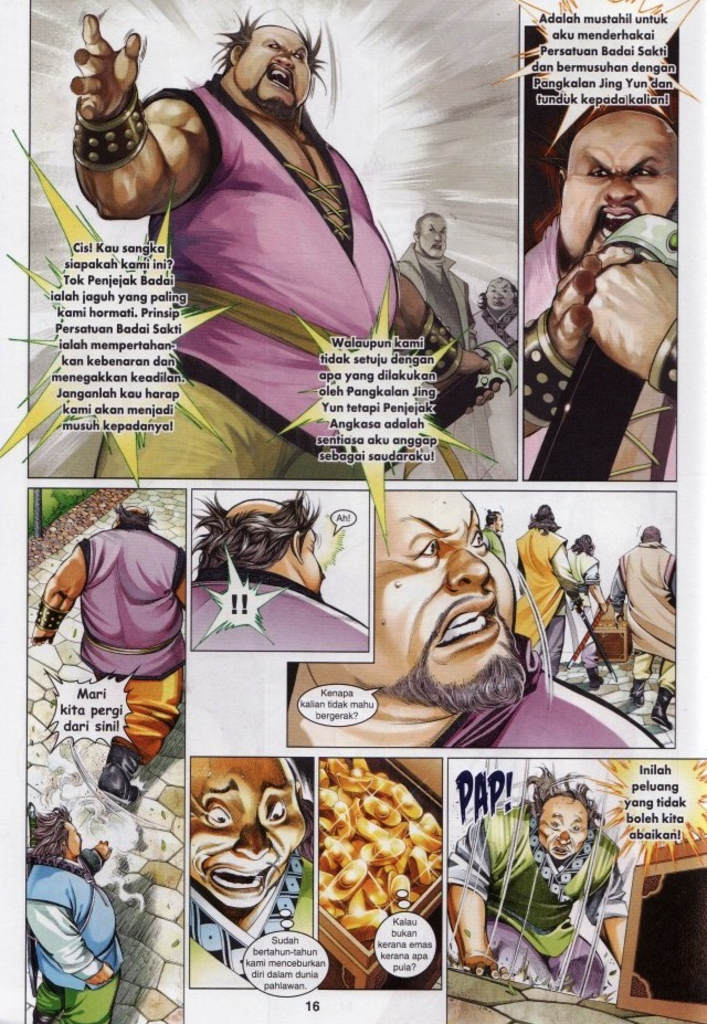 Cis! Kau sangka
siapakah kami ini?
Tok Penjejak Badai
ialah jaguh yang paling
kami hormati. Prinsip
Persatuan Badai Sakti
ialah mempertahan-
kan kebenaran dan
menegakkan keadilan.
Janganlah kau harap
kami akan menjadi
musuh kepadanya!
Walaupun kami
tidak setuju dengan
apa yang dilakukan
oleh Pangkalan Jing
Yun tetapi Penjejak
Angkasa adalah
sentiasa aku anggap
sebagai saudaraku!
Adalah mustahil untuk
aku menderhakai
Persatuan Badai Sakti
dan bermusuhan dengan
Pangkalan Jing Yun dan
tunduk kepada kalian!
Mari
kita pergi
dari sini!
Ah!
!!
Kenapa
kalian tidak mahu
bergerak?
Sudah
bertahun-tahun
kami menceburkan
diri dalam dunia
pahlawan.
Kalau
bukan
kerana emas
kerana apa
pula?
PAP!
Inilah
peluang
yang tidak
boleh kita
abaikan!
16